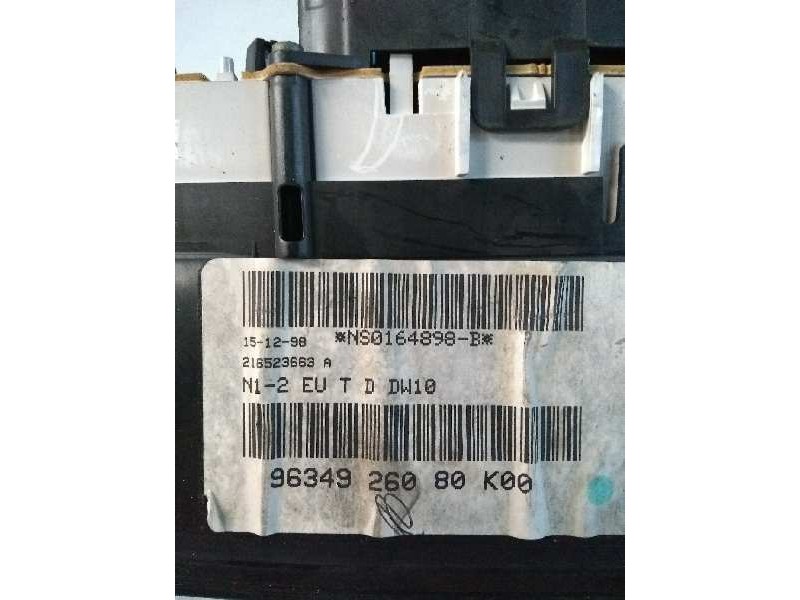 15-12-98 *NS0164898-B*
216523663 A
N1-2 EU T D DW10
96349 260 80 K00